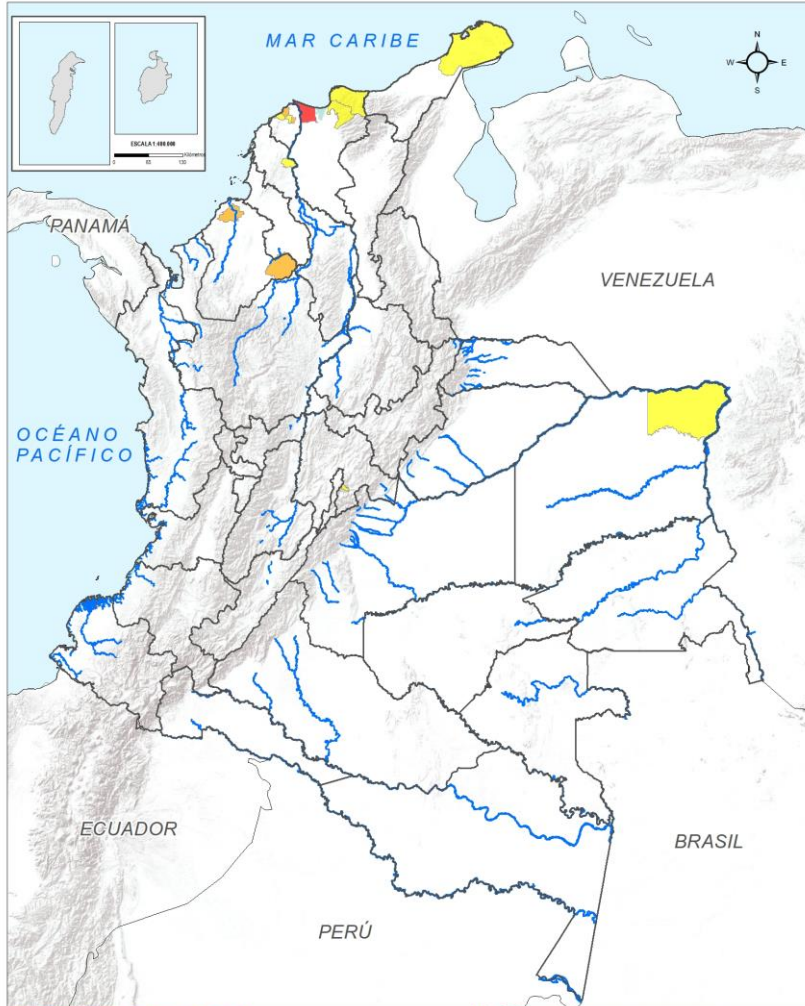 MAR CARIBE
N
W E
S
ESCALA 1:400.000
0 65 130
PANAMÁ
VENEZUELA
OCÉANO
PACÍFICO
ECUADOR
BRASIL
PERÚ